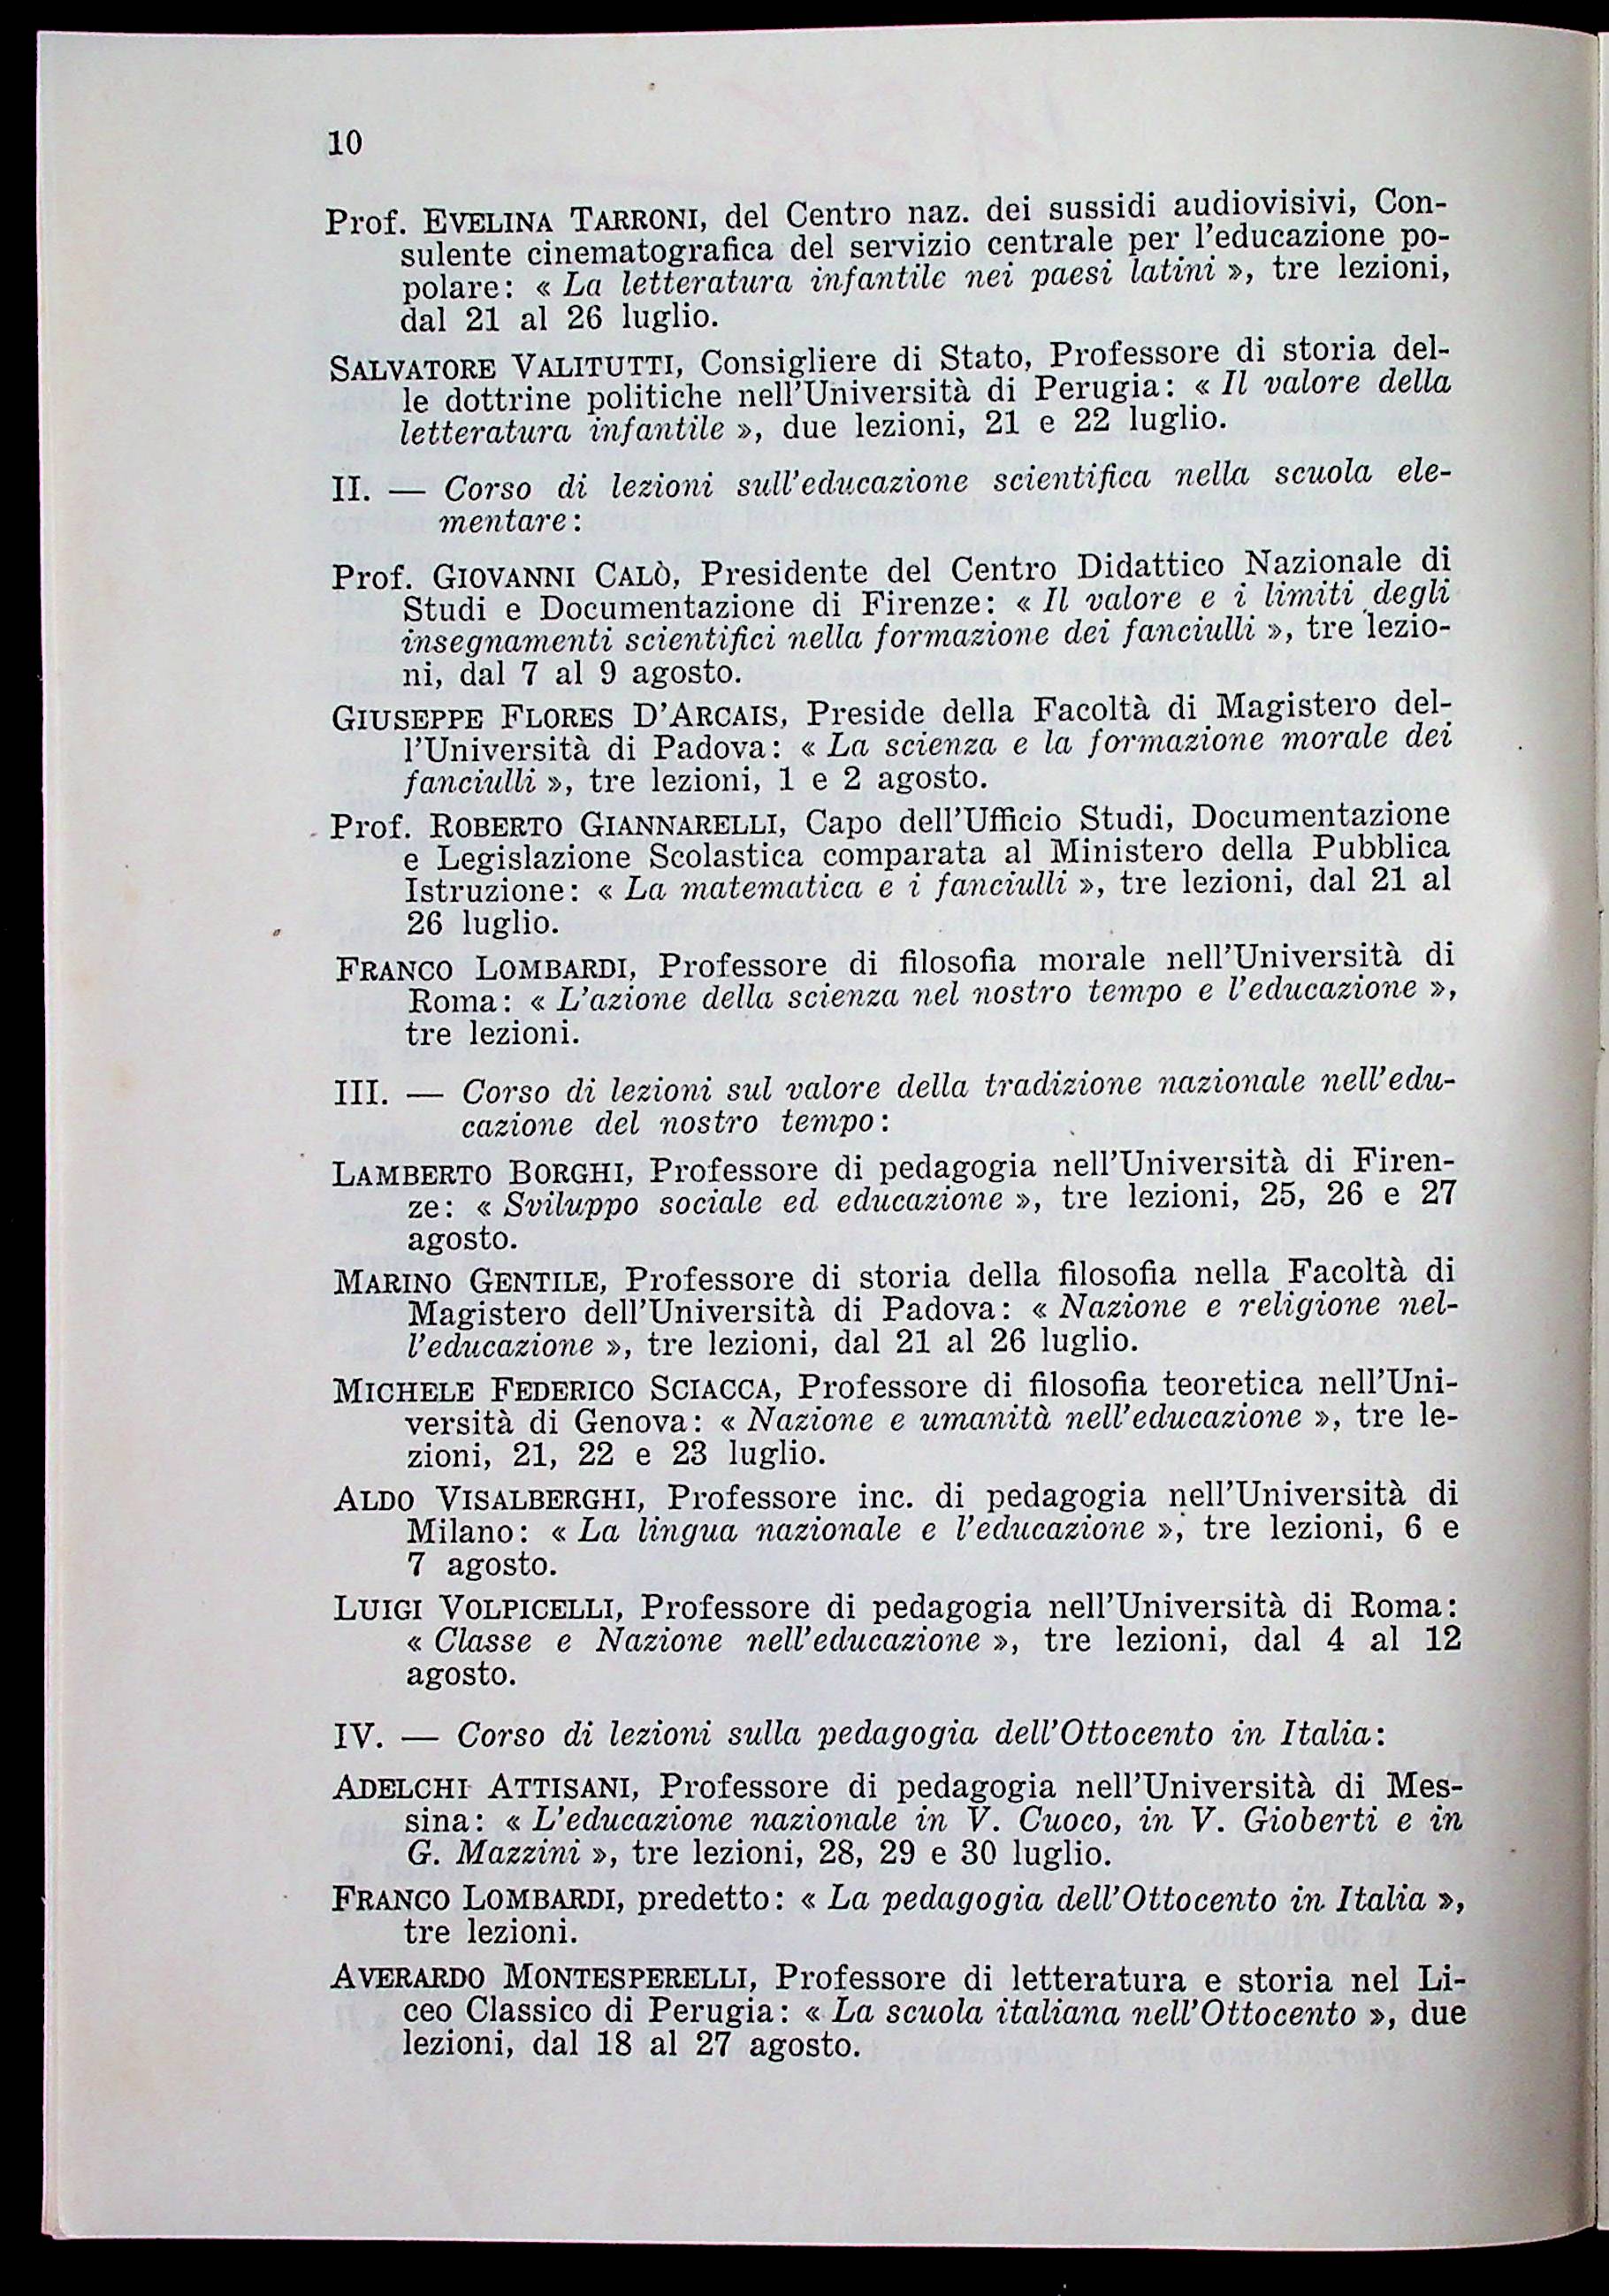 10
Prof. EVELINA TARRONI, del Centro naz. dei sussidi audiovisivi, Con-
sulente cinematografica del servizio centrale per l'educazione po-
polare: « La letteratura infantile nei paesi latini », tre lezioni,
dal 21 al 26 luglio.
SALVATORE VALITUTTI, Consigliere di Stato, Professore di storia del-
le dottrine politiche nell'Università di Perugia: « Il valore della
letteratura infantile », due lezioni, 21 e 22 luglio.
II. — Corso di lezioni sull'educazione scientifica nella scuola ele-
mentare:
Prof. GIOVANNI CALÒ, Presidente del Centro Didattico Nazionale di
Studi e Documentazione di Firenze: « Il valore e i limiti degli
insegnamenti scientifici nella formazione dei fanciulli », tre lezio-
ni, dal 7 al 9 agosto.
GIUSEPPE FLORES D'ARCAIS, Preside della Facoltà di Magistero del-
l'Università di Padova: « La scienza e la formazione morale dei
fanciulli », tre lezioni, 1 e 2 agosto.
Prof. ROBERTO GIANNARELLI, Capo dell'Ufficio Studi, Documentazione
e Legislazione Scolastica comparata al Ministero della Pubblica
Istruzione: « La matematica e i fanciulli », tre lezioni, dal 21 al
26 luglio.
FRANCO LOMBARDI, Professore di filosofia morale nell'Università di
Roma: « L'azione della scienza nel nostro tempo e l'educazione »,
tre lezioni.
III. — Corso di lezioni sul valore della tradizione nazionale nell'edu-
cazione del nostro tempo:
LAMBERTO BORGHI, Professore di pedagogia nell'Università di Firen-
ze: « Sviluppo sociale ed educazione », tre lezioni, 25, 26 e 27
agosto.
MARINO GENTILE, Professore di storia della filosofia nella Facoltà di
Magistero dell'Università di Padova: « Nazione e religione nel-
l'educazione », tre lezioni, dal 21 al 26 luglio.
MICHELE FEDERICO SCIACCA, Professore di filosofia teoretica nell'Uni-
versità di Genova: « Nazione e umanità nell'educazione », tre le-
zioni, 21, 22 e 23 luglio.
ALDO VISALBERGHI, Professore inc. di pedagogia nell'Università di
Milano: « La lingua nazionale e l'educazione », tre lezioni, 6 e
7 agosto.
LUIGI VOLPICELLI, Professore di pedagogia nell'Università di Roma:
« Classe e Nazione nell'educazione », tre lezioni, dal 4 al 12
agosto.
IV. — Corso di lezioni sulla pedagogia dell'Ottocento in Italia:
ADELCHI ATTISANI, Professore di pedagogia nell'Università di Mes-
sina: « L'educazione nazionale in V. Cuoco, in V. Gioberti e in
G. Mazzini », tre lezioni, 28, 29 e 30 luglio.
FRANCO LOMBARDI, predetto: « La pedagogia dell'Ottocento in Italia »,
tre lezioni.
AVERARDO MONTESPERELLI, Professore di letteratura e storia nel Li-
ceo Classico di Perugia: « La scuola italiana nell'Ottocento », due
lezioni, dal 18 al 27 agosto.